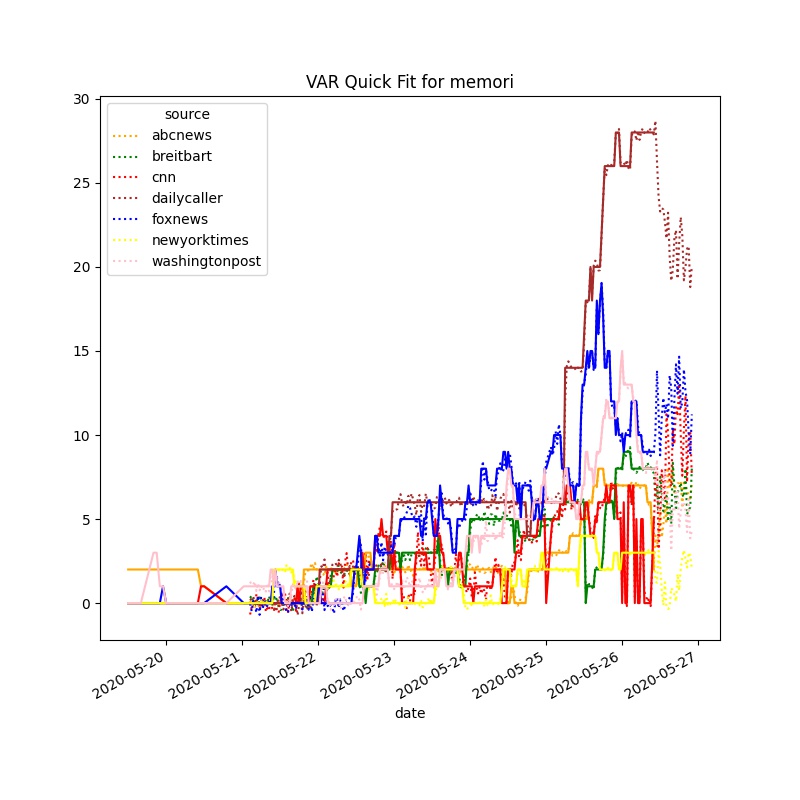 VAR Quick Fit for memori
30
25
20
15
10
5
0
source
abcnews
breitbart
cnn
dailycaller
foxnews
newyorktimes
washingtonpost
2020-05-20
2020-05-21
2020-05-22
2020-05-23
2020-05-24
2020-05-25
2020-05-26
2020-05-27
date